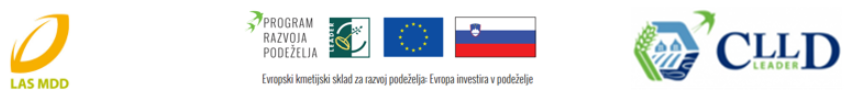 LAS MDD
PROGRAM
RAZVOJA
PODEŽELJA
LEADER
Evropski kmetijski sklad za razvoj podeželja: Evropa investira v podeželje
CLLD
LEADER